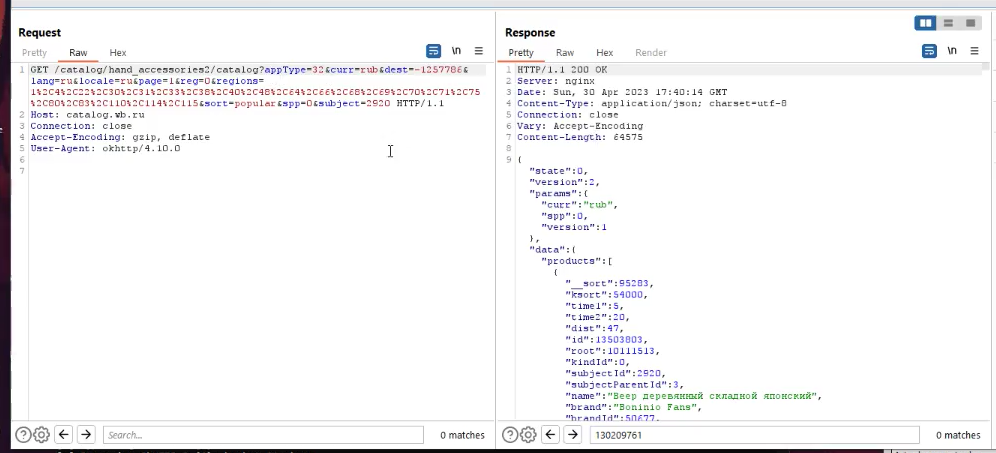 Request
Pretty Raw Hex
\n
1 GET /catalog/hand_accessories2/catalog?appType=32&curr=rub&dest=-1257786&
lang=ru&locale=ru&page=1&reg=0&regions=
1%2C4%2C22%2C30%2C31%2C33%2C38%2C40%2C48%2C64%2C66%2C68%2C69%2C70%2C71%2C75
%2C80%2C83%2C110%2C114%2C115&sort=popular&spp=0&subject=2920 HTTP/1.1
2 Host: catalog.wb.ru
3 Connection: close
4 Accept-Encoding: gzip, deflate
5 User-Agent: okhttp/4.10.0
6
7
Search...
0 matches
Response
Pretty Raw Hex Render
\n
1 HTTP/1.1 200 OK
2 Server: nginx
3 Date: Sun, 30 Apr 2023 17:40:14 GMT
4 Content-Type: application/json; charset=utf-8
5 Connection: close
6 Vary: Accept-Encoding
7 Content-Length: 64575
8
9 {
"state":0,
"version":2,
"params":{
"curr":"rub",
"spp":0,
"version":1
},
"data":{
"products":[
{
"__sort":95283,
"ksort":54000,
"time1":5,
"time2":20,
"dist":47,
"id":13503803,
"root":10111513,
"kindId":0,
"subjectId":2920,
"subjectParentId":3,
"name":"Веер деревянный складной японский",
"brand":"Boninio Fans",
"brandId":50677,
130209761
0 matches